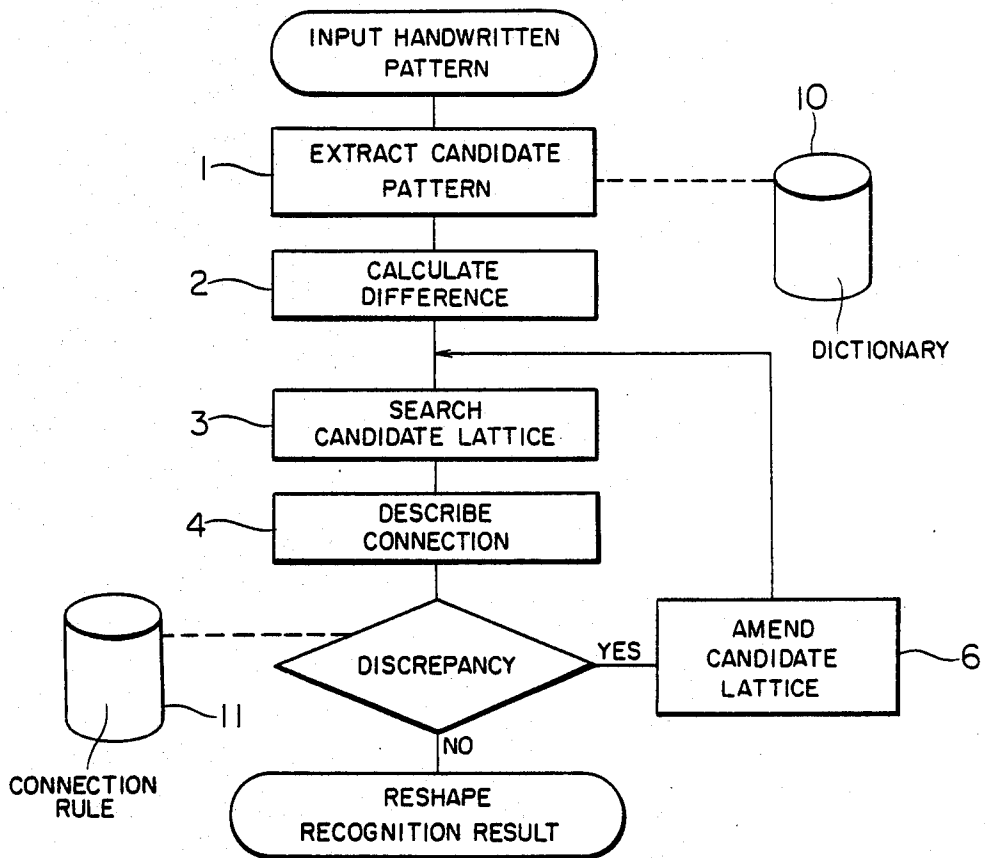 INPUT HANDWRITTEN
PATTERN
10
1
EXTRACT CANDIDATE
PATTERN
2
CALCULATE
DIFFERENCE
DICTIONARY
3
SEARCH
CANDIDATE LATTICE
4
DESCRIBE
CONNECTION
DISCREPANCY
YES
AMEND
CANDIDATE
LATTICE
6
11
NO
CONNECTION
RULE
RESHAPE
RECOGNITION RESULT